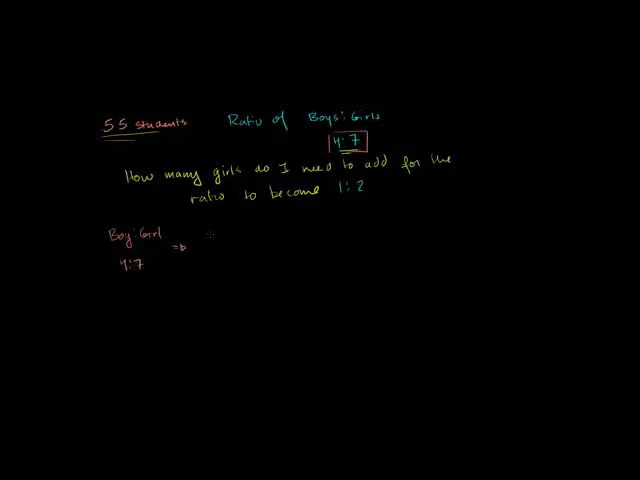 55 students Ratio of Boys:Girls
4:7
How many girls do I need to add for the
ratio to become 1:2
Boy:Girl
4:7 ⇒